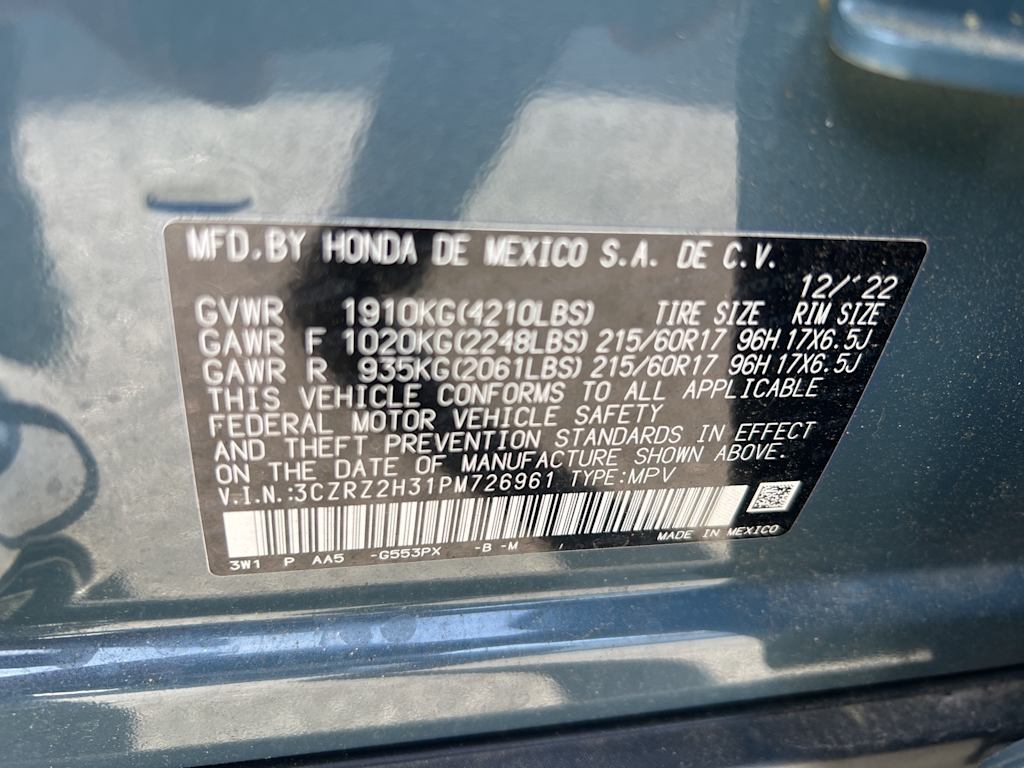 MFD.BY HONDA DE MEXICO S.A. DE C.V.
12/'22
GVWR 1910KG(4210LBS) TIRE SIZE RIM SIZE
GAWR F 1020KG(2248LBS) 215/60R17 96H 17X6.5J
GAWR R 935KG(2061LBS) 215/60R17 96H 17X6.5J
THIS VEHICLE CONFORMS TO ALL APPLICABLE
FEDERAL MOTOR VEHICLE SAFETY
AND THEFT PREVENTION STANDARDS IN EFFECT
ON THE DATE OF MANUFACTURE SHOWN ABOVE.
V.I.N.:3CZRZ2H31PM726961 TYPE:MPV
MADE IN MEXICO
3W1 P AA5 -G553PX -B -M /